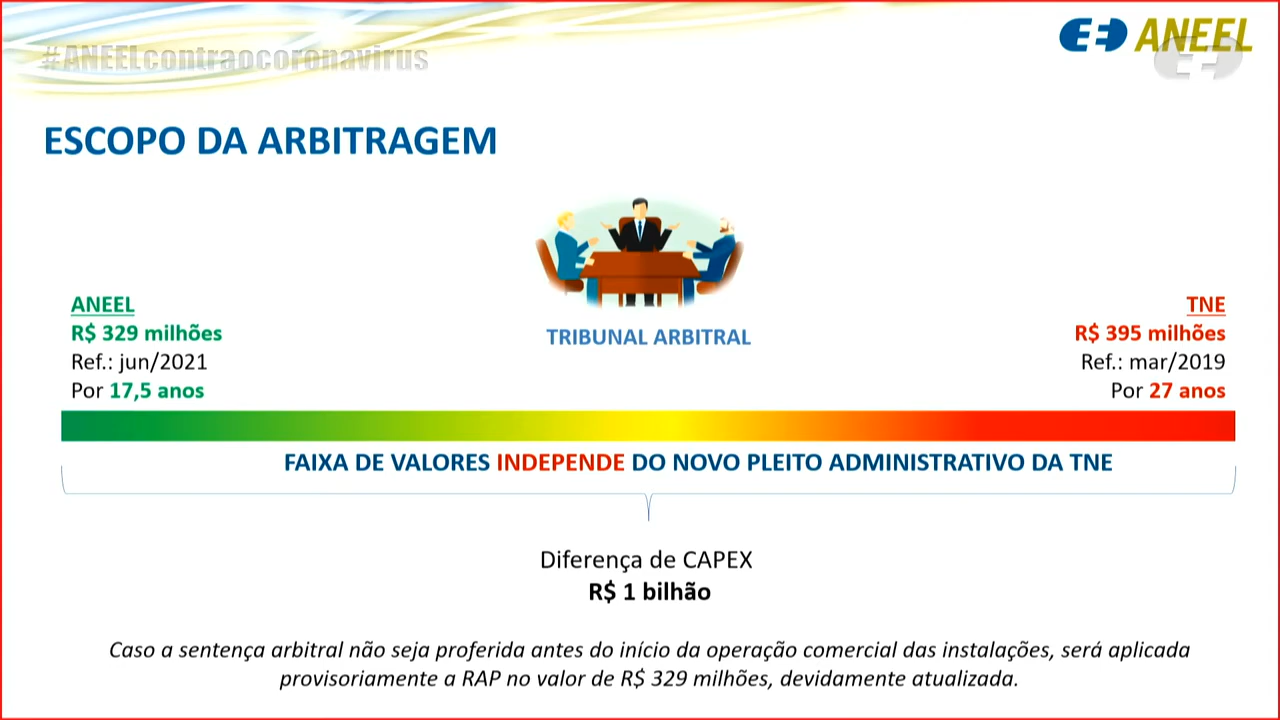 #ANEELcontraocoronavirus
ANEEL
ESCOPO DA ARBITRAGEM
ANEEL
R$ 329 milhões
Ref.: jun/2021
Por 17,5 anos
TRIBUNAL ARBITRAL
TNE
R$ 395 milhões
Ref.: mar/2019
Por 27 anos
FAIXA DE VALORES INDEPENDE DO NOVO PLEITO ADMINISTRATIVO DA TNE
Diferença de CAPEX
R$ 1 bilhão
Caso a sentença arbitral não seja proferida antes do início da operação comercial das instalações, será aplicada
provisoriamente a RAP no valor de R$ 329 milhões, devidamente atualizada.